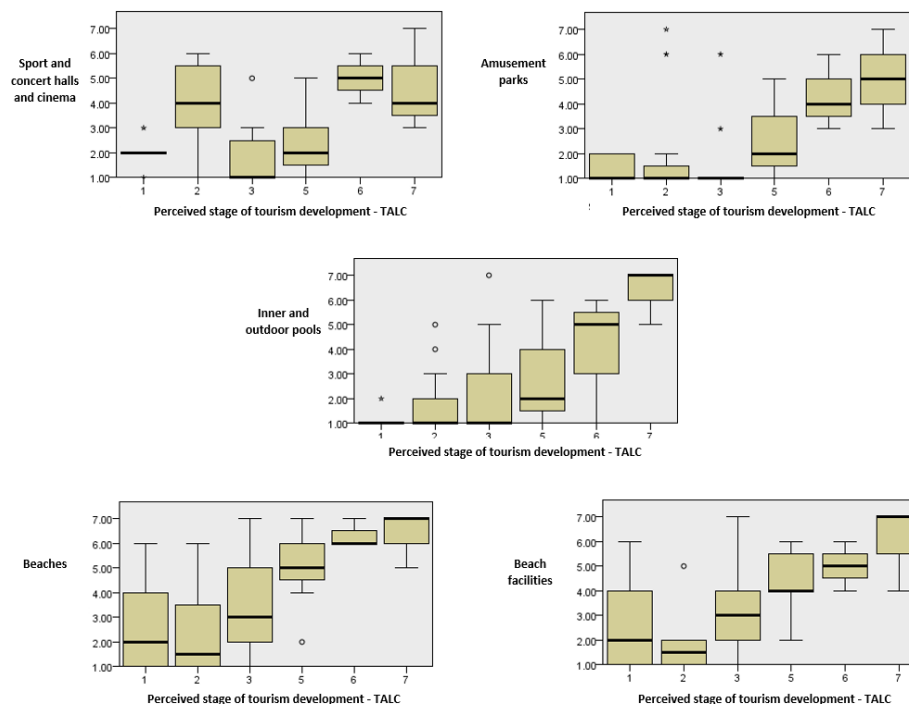 Sport and
concert halls
and cinema
7.00
6.00
5.00
4.00
3.00
2.00
1.00
1 2 3 5 6 7
Perceived stage of tourism development - TALC
Amusement
parks
7.00
6.00
5.00
4.00
3.00
2.00
1.00
1 2 3 5 6 7
Perceived stage of tourism development - TALC
Inner and
outdoor pools
7.00
6.00
5.00
4.00
3.00
2.00
1.00
1 2 3 5 6 7
Perceived stage of tourism development - TALC
Beaches
7.00
6.00
5.00
4.00
3.00
2.00
1.00
1 2 3 5 6 7
Perceived stage of tourism development - TALC
Beach
facilities
7.00
6.00
5.00
4.00
3.00
2.00
1.00
1 2 3 5 6 7
Perceived stage of tourism development - TALC